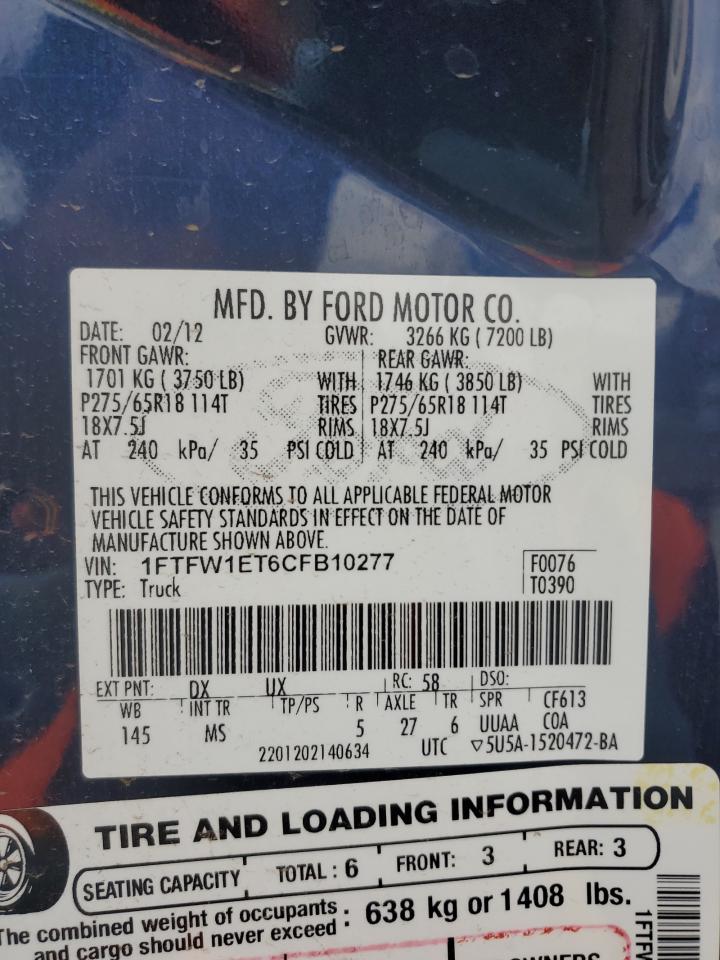 MFD. BY FORD MOTOR CO.
DATE: 02/12 GVWR: 3266 KG ( 7200 LB)
FRONT GAWR: REAR GAWR:
1701 KG ( 3750 LB) WITH 1746 KG ( 3850 LB) WITH
P275/65R18 114T TIRES P275/65R18 114T TIRES
18X7.5J RIMS 18X7.5J RIMS
AT 240 kPa/ 35 PSI COLD AT 240 kPa/ 35 PSI COLD
THIS VEHICLE CONFORMS TO ALL APPLICABLE FEDERAL MOTOR
VEHICLE SAFETY STANDARDS IN EFFECT ON THE DATE OF
MANUFACTURE SHOWN ABOVE.
VIN: 1FTFW1ET6CFB10277 F0076
TYPE: Truck T0390
EXT PNT: DX UX RC: 58 DSO:
WB INT TR TP/PS R AXLE TR SPR CF613
145 MS 5 27 6 UUAA COA
2201202140634 UTC ▽5U5A-1520472-BA
TIRE AND LOADING INFORMATION
SEATING CAPACITY TOTAL : 6 FRONT: 3 REAR: 3
The combined weight of occupants
and cargo should never exceed : 638 kg or 1408 lbs.
1FTFW
OWNERS